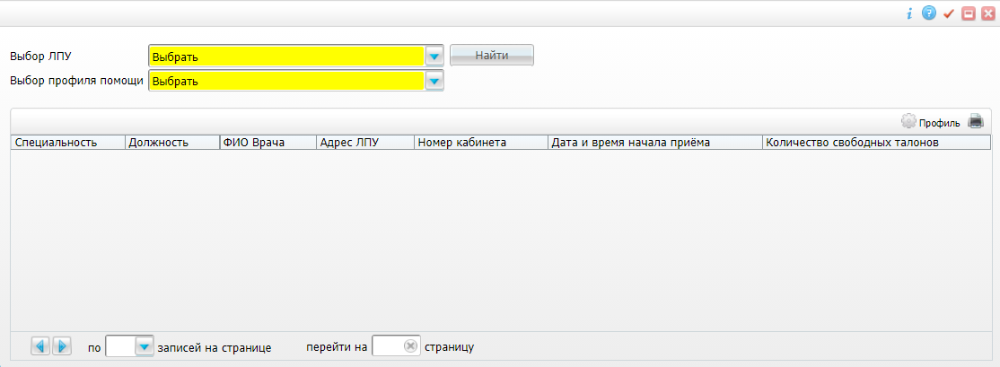 Выбор ЛПУ Выбрать Найти
Выбор профиля помощи Выбрать
Профиль
Специальность Должность ФИО Врача Адрес ЛПУ Номер кабинета Дата и время начала приёма Количество свободных талонов
по записей на странице перейти на страницу